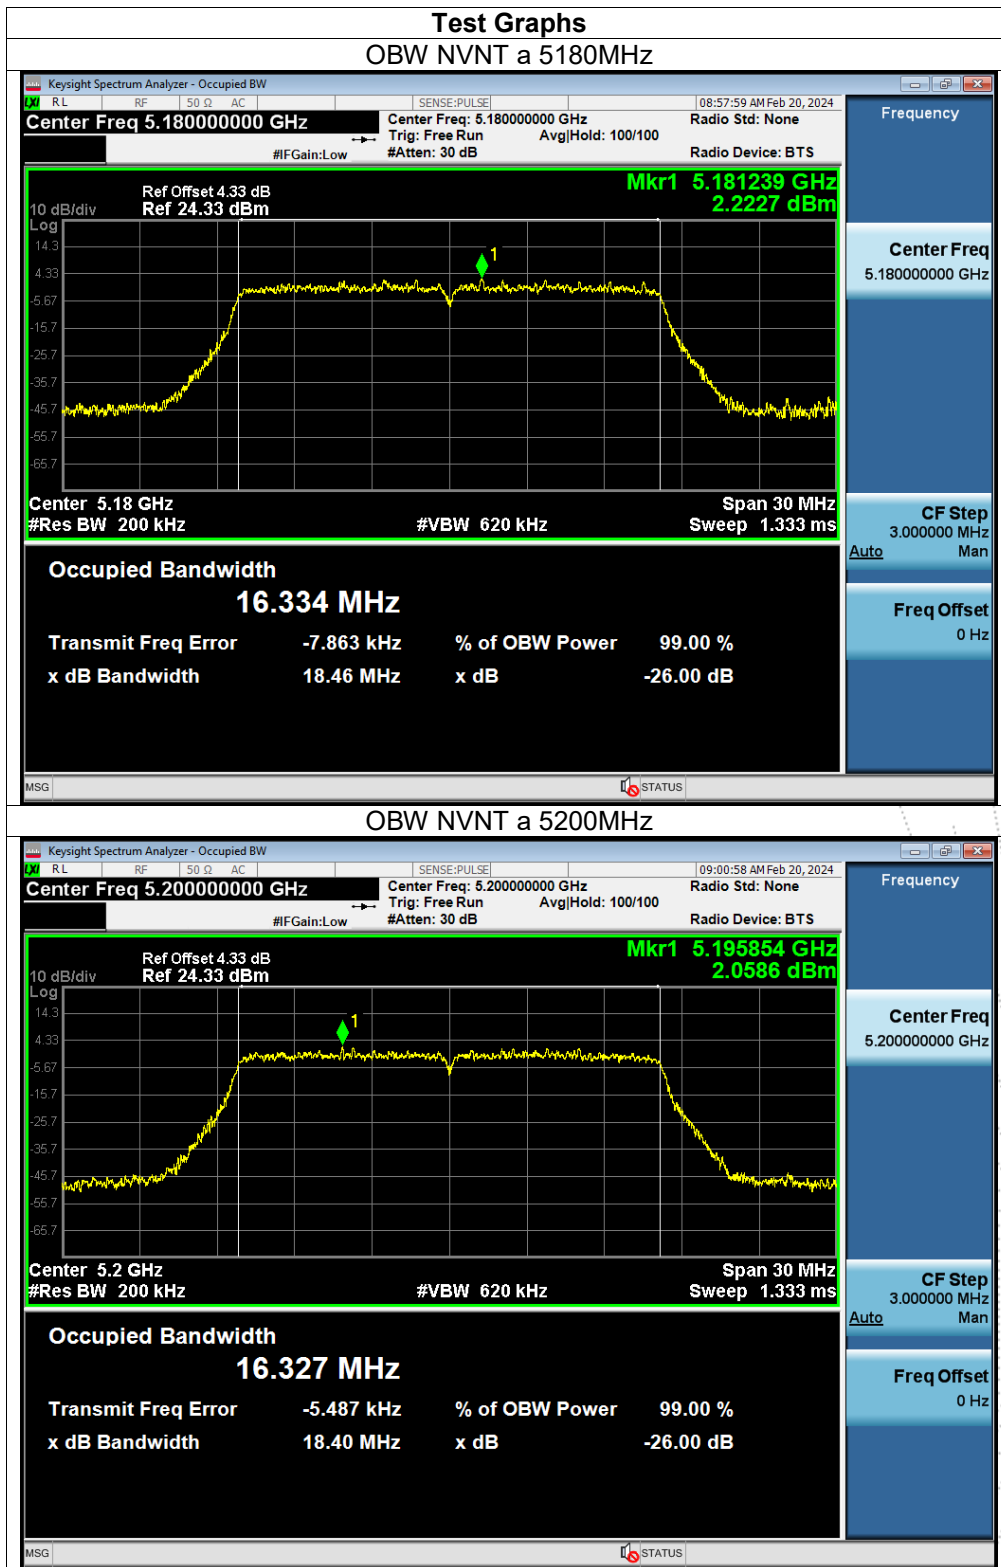 Test Graphs
OBW NVNT a 5180MHz
Keysight Spectrum Analyzer - Occupied BW
LXI RL RF 50 Ω AC SENSE:PULSE 08:57:59 AM Feb 20, 2024
Center Freq 5.180000000 GHz Center Freq: 5.180000000 GHz Radio Std: None Frequency
Trig: Free Run Avg|Hold: 100/100
#IFGain:Low #Atten: 30 dB Radio Device: BTS
Ref Offset 4.33 dB Mkr1 5.181239 GHz
10 dB/div Ref 24.33 dBm 2.2227 dBm
Log
14.3
1
Center Freq
4.33
5.180000000 GHz
-5.67
-15.7
-25.7
-35.7
-45.7
-55.7
-65.7
Center 5.18 GHz Span 30 MHz
#Res BW 200 kHz #VBW 620 kHz Sweep 1.333 ms
CF Step
3.000000 MHz
Auto Man
Occupied Bandwidth
16.334 MHz
Freq Offset
0 Hz
Transmit Freq Error -7.863 kHz % of OBW Power 99.00 %
x dB Bandwidth 18.46 MHz x dB -26.00 dB
MSG STATUS
OBW NVNT a 5200MHz
Keysight Spectrum Analyzer - Occupied BW
LXI RL RF 50 Ω AC SENSE:PULSE 09:00:58 AM Feb 20, 2024
Center Freq 5.200000000 GHz Center Freq: 5.200000000 GHz Radio Std: None Frequency
Trig: Free Run Avg|Hold: 100/100
#IFGain:Low #Atten: 30 dB Radio Device: BTS
Ref Offset 4.33 dB Mkr1 5.195854 GHz
10 dB/div Ref 24.33 dBm 2.0586 dBm
Log
14.3
1
Center Freq
4.33
5.200000000 GHz
-5.67
-15.7
-25.7
-35.7
-45.7
-55.7
-65.7
Center 5.2 GHz Span 30 MHz
#Res BW 200 kHz #VBW 620 kHz Sweep 1.333 ms
CF Step
3.000000 MHz
Auto Man
Occupied Bandwidth
16.327 MHz
Freq Offset
0 Hz
Transmit Freq Error -5.487 kHz % of OBW Power 99.00 %
x dB Bandwidth 18.40 MHz x dB -26.00 dB
MSG STATUS